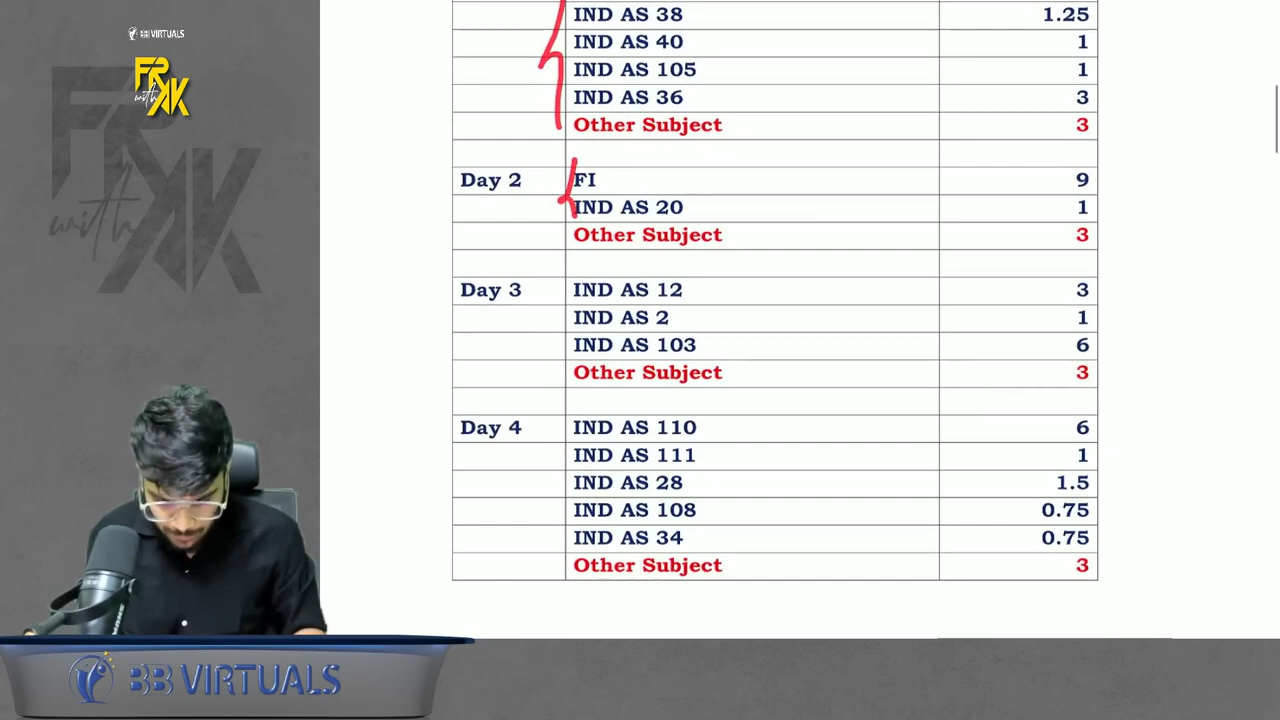 BB VIRTUALS
FR
with
AK
FR
with
AK
IND AS 38 1.25
IND AS 40 1
IND AS 105 1
IND AS 36 3
Other Subject 3
Day 2 FI 9
IND AS 20 1
Other Subject 3
Day 3 IND AS 12 3
IND AS 2 1
IND AS 103 6
Other Subject 3
Day 4 IND AS 110 6
IND AS 111 1
IND AS 28 1.5
IND AS 108 0.75
IND AS 34 0.75
Other Subject 3
BB VIRTUALS